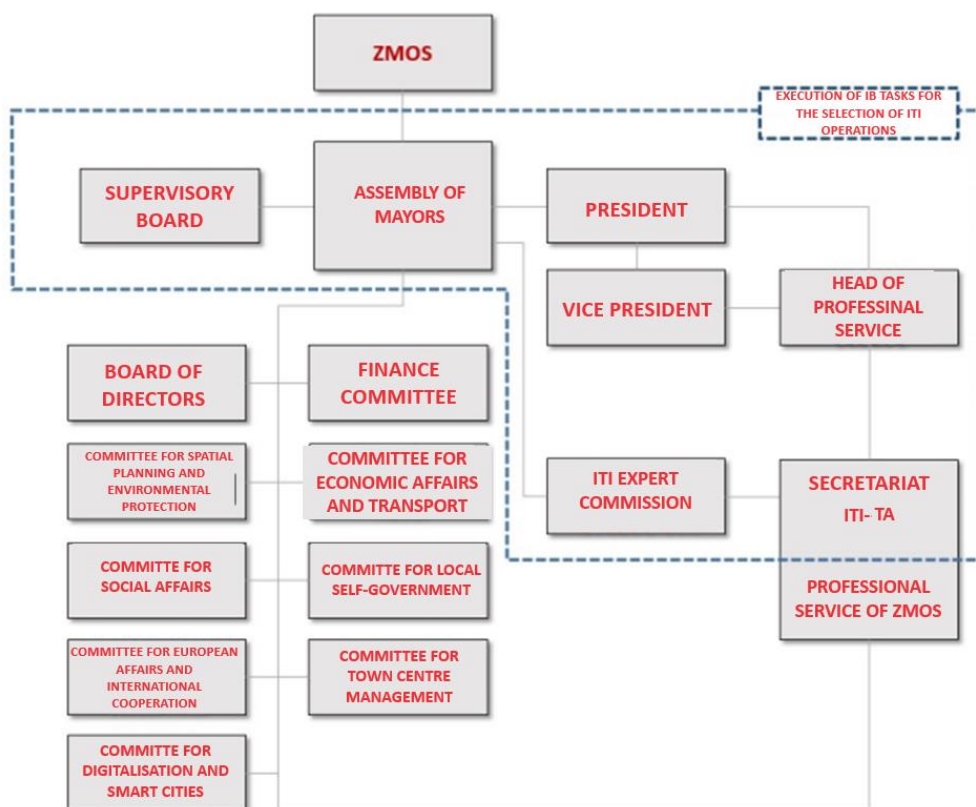 ZMOS
EXECUTION OF IB TASKS FOR
THE SELECTION OF ITI
OPERATIONS
SUPERVISORY
BOARD
ASSEMBLY OF
MAYORS
PRESIDENT
VICE PRESIDENT
HEAD OF
PROFESSINAL
SERVICE
BOARD OF
DIRECTORS
FINANCE
COMMITTEE
COMMITTEE FOR SPATIAL
PLANNING AND
ENVIRONMENTAL
PROTECTION
COMMITTEE FOR
ECONOMIC AFFAIRS
AND TRANSPORT
ITI EXPERT
COMMISSION
SECRETARIAT
ITI- TA
PROFESSIONAL
SERVICE OF ZMOS
COMMITTE FOR
SOCIAL AFFAIRS
COMMITTE FOR LOCAL
SELF-GOVERNMENT
COMMITTEE FOR EUROPEAN
AFFAIRS AND
INTERNATIONAL
COOPERATION
COMMITTEE FOR
TOWN CENTRE
MANAGEMENT
COMMITTE FOR
DIGITALISATION AND
SMART CITIES